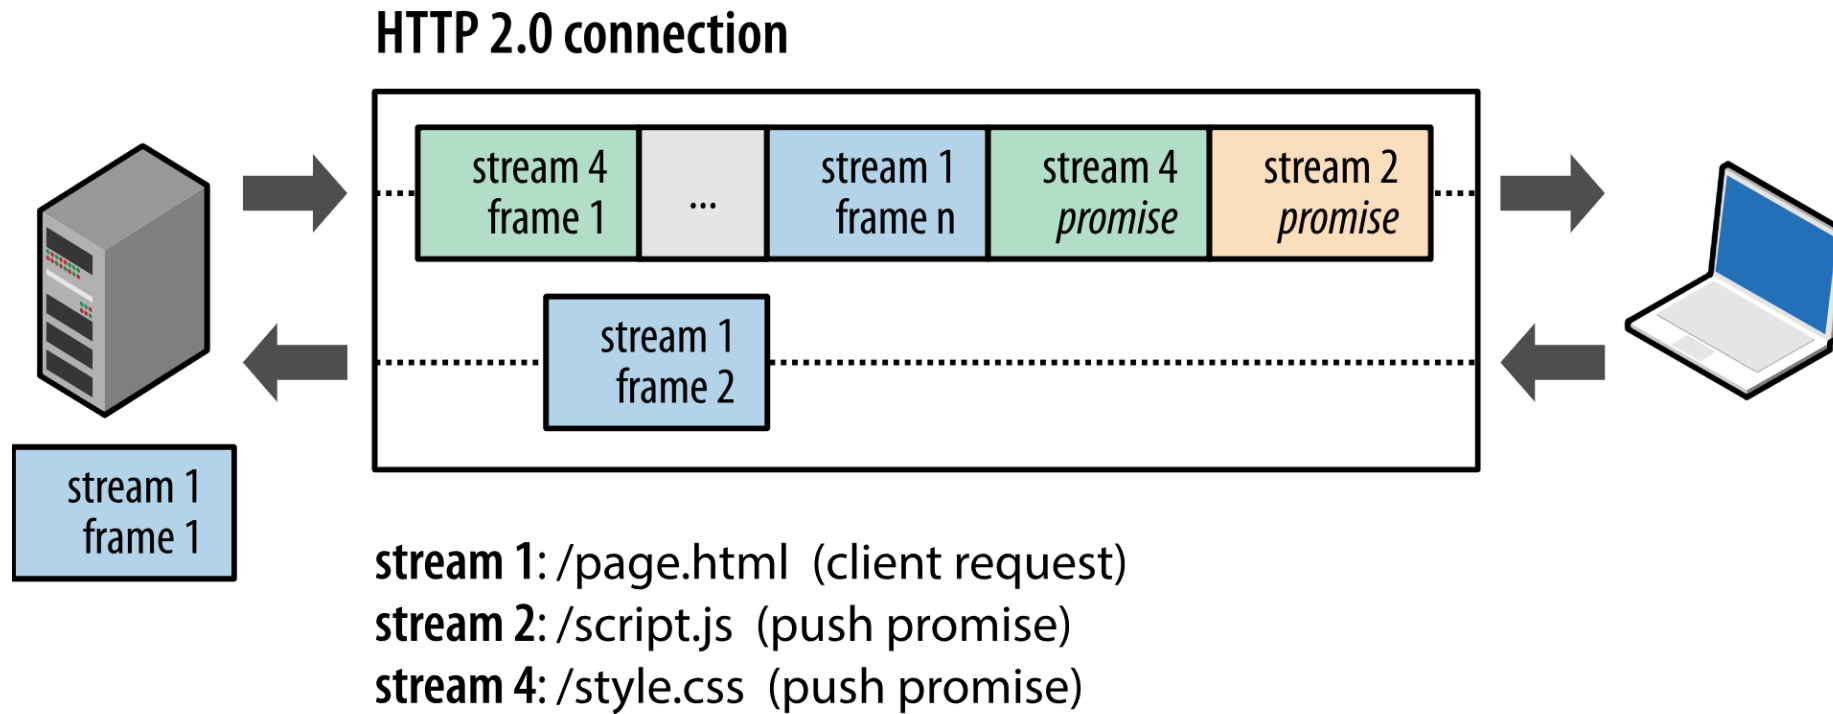 HTTP 2.0 connection
stream 4
frame 1
...
stream 1
frame n
stream 4
promise
stream 2
promise
stream 1
frame 2
stream 1
frame 1
stream 1: /page.html (client request)
stream 2: /script.js (push promise)
stream 4: /style.css (push promise)